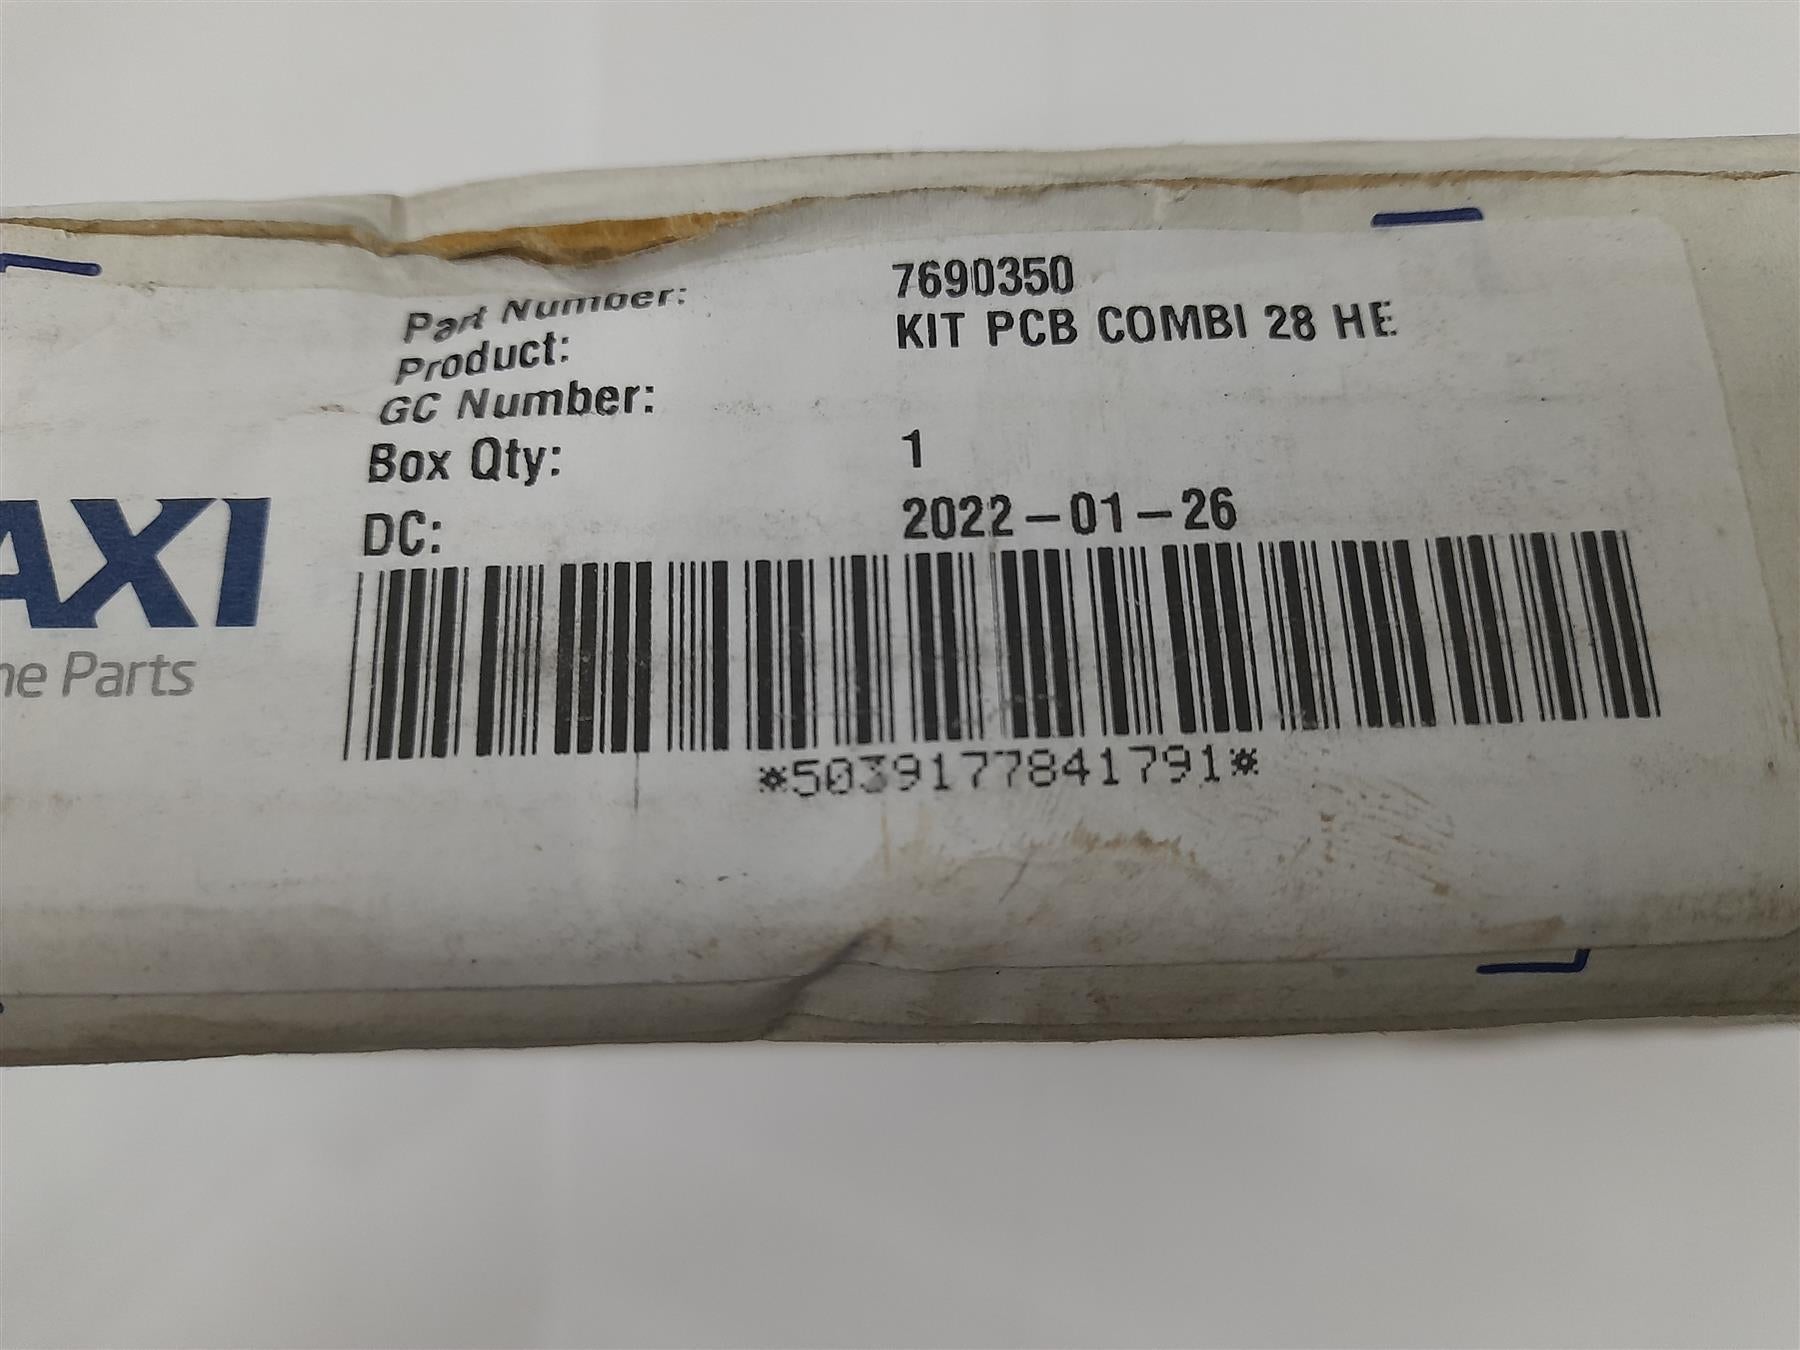 Part Number: 7690350
Product: KIT PCB COMBI 28 HE
GC Number:
Box Qty: 1
DC: 2022-01-26
AXI
ne Parts
*5039177841791*